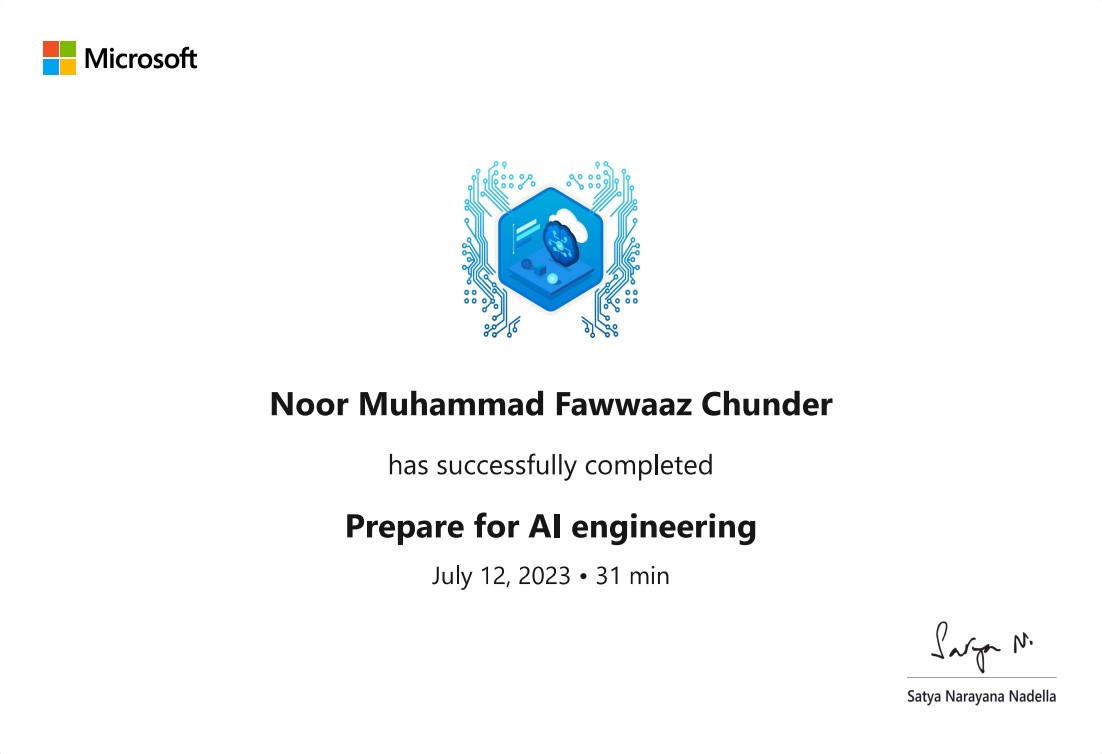 Microsoft
Noor Muhammad Fawwaaz Chunder
has successfully completed
Prepare for AI engineering
July 12, 2023 • 31 min
Satya N.
Satya Narayana Nadella